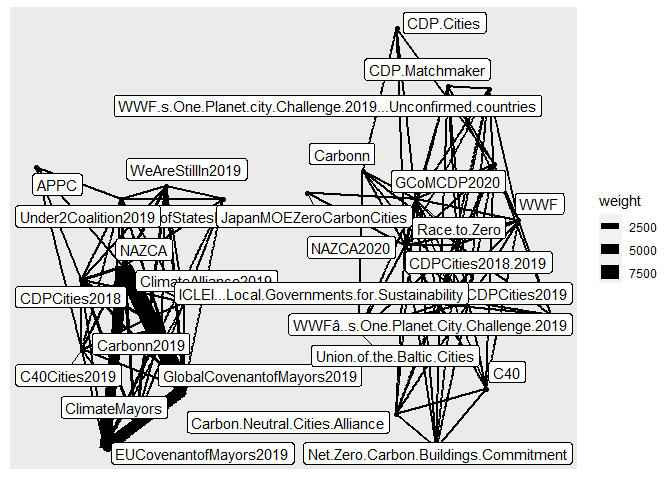 CDP.Cities
CDP.Matchmaker
WWF.s.One.Planet.city.Challenge.2019...Unconfirmed.countries
Carbonn
WeAreStillIn2019
APPC
GCoMCDP2020
WWF
Under2Coalition2019
ofStates
JapanMOEZeroCarbonCities
Race.to.Zero
NAZCA
NAZCA2020
CDPCities2018.2019
ClimateAlliance2019
CDPCities2018
ICLEI...Local.Governments.for.Sustainability
CDPCities2019
WWFâ..s.One.Planet.City.Challenge.2019
Carbonn2019
Union.of.the.Baltic.Cities
C40Cities2019
GlobalCovenantofMayors2019
C40
ClimateMayors
Carbon.Neutral.Cities.Alliance
EUCovenantofMayors2019
Net.Zero.Carbon.Buildings.Commitment
weight
2500
5000
7500